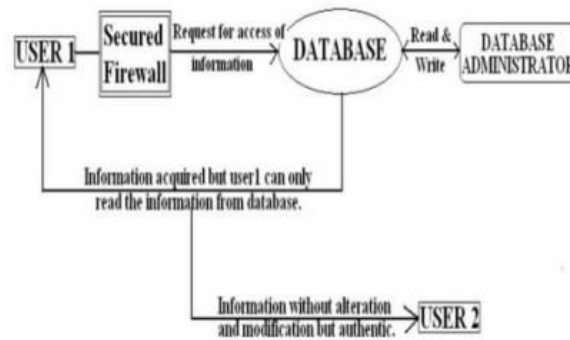 USER 1
Secured
Firewall
Request for access of
information
DATABASE
Read &
Write
DATABASE
ADMINISTRATOR
Information acquired but user1 can only
read the information from database.
Information without alteration
and modification but authentic.
USER 2